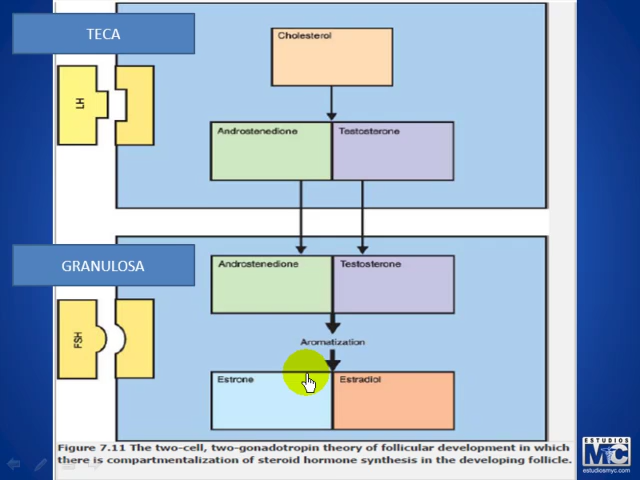 TECA
Cholesterol
LH
Androstenedione
Testosterone
GRANULOSA
Androstenedione
Testosterone
FSH
Aromatization
Estrone
Estradiol
Figure 7.11 The two-cell, two-gonadotropin theory of follicular development in which
there is compartmentalization of steroid hormone synthesis in the developing follicle.
ESTUDIOS
MyC
estudiosmyc.com